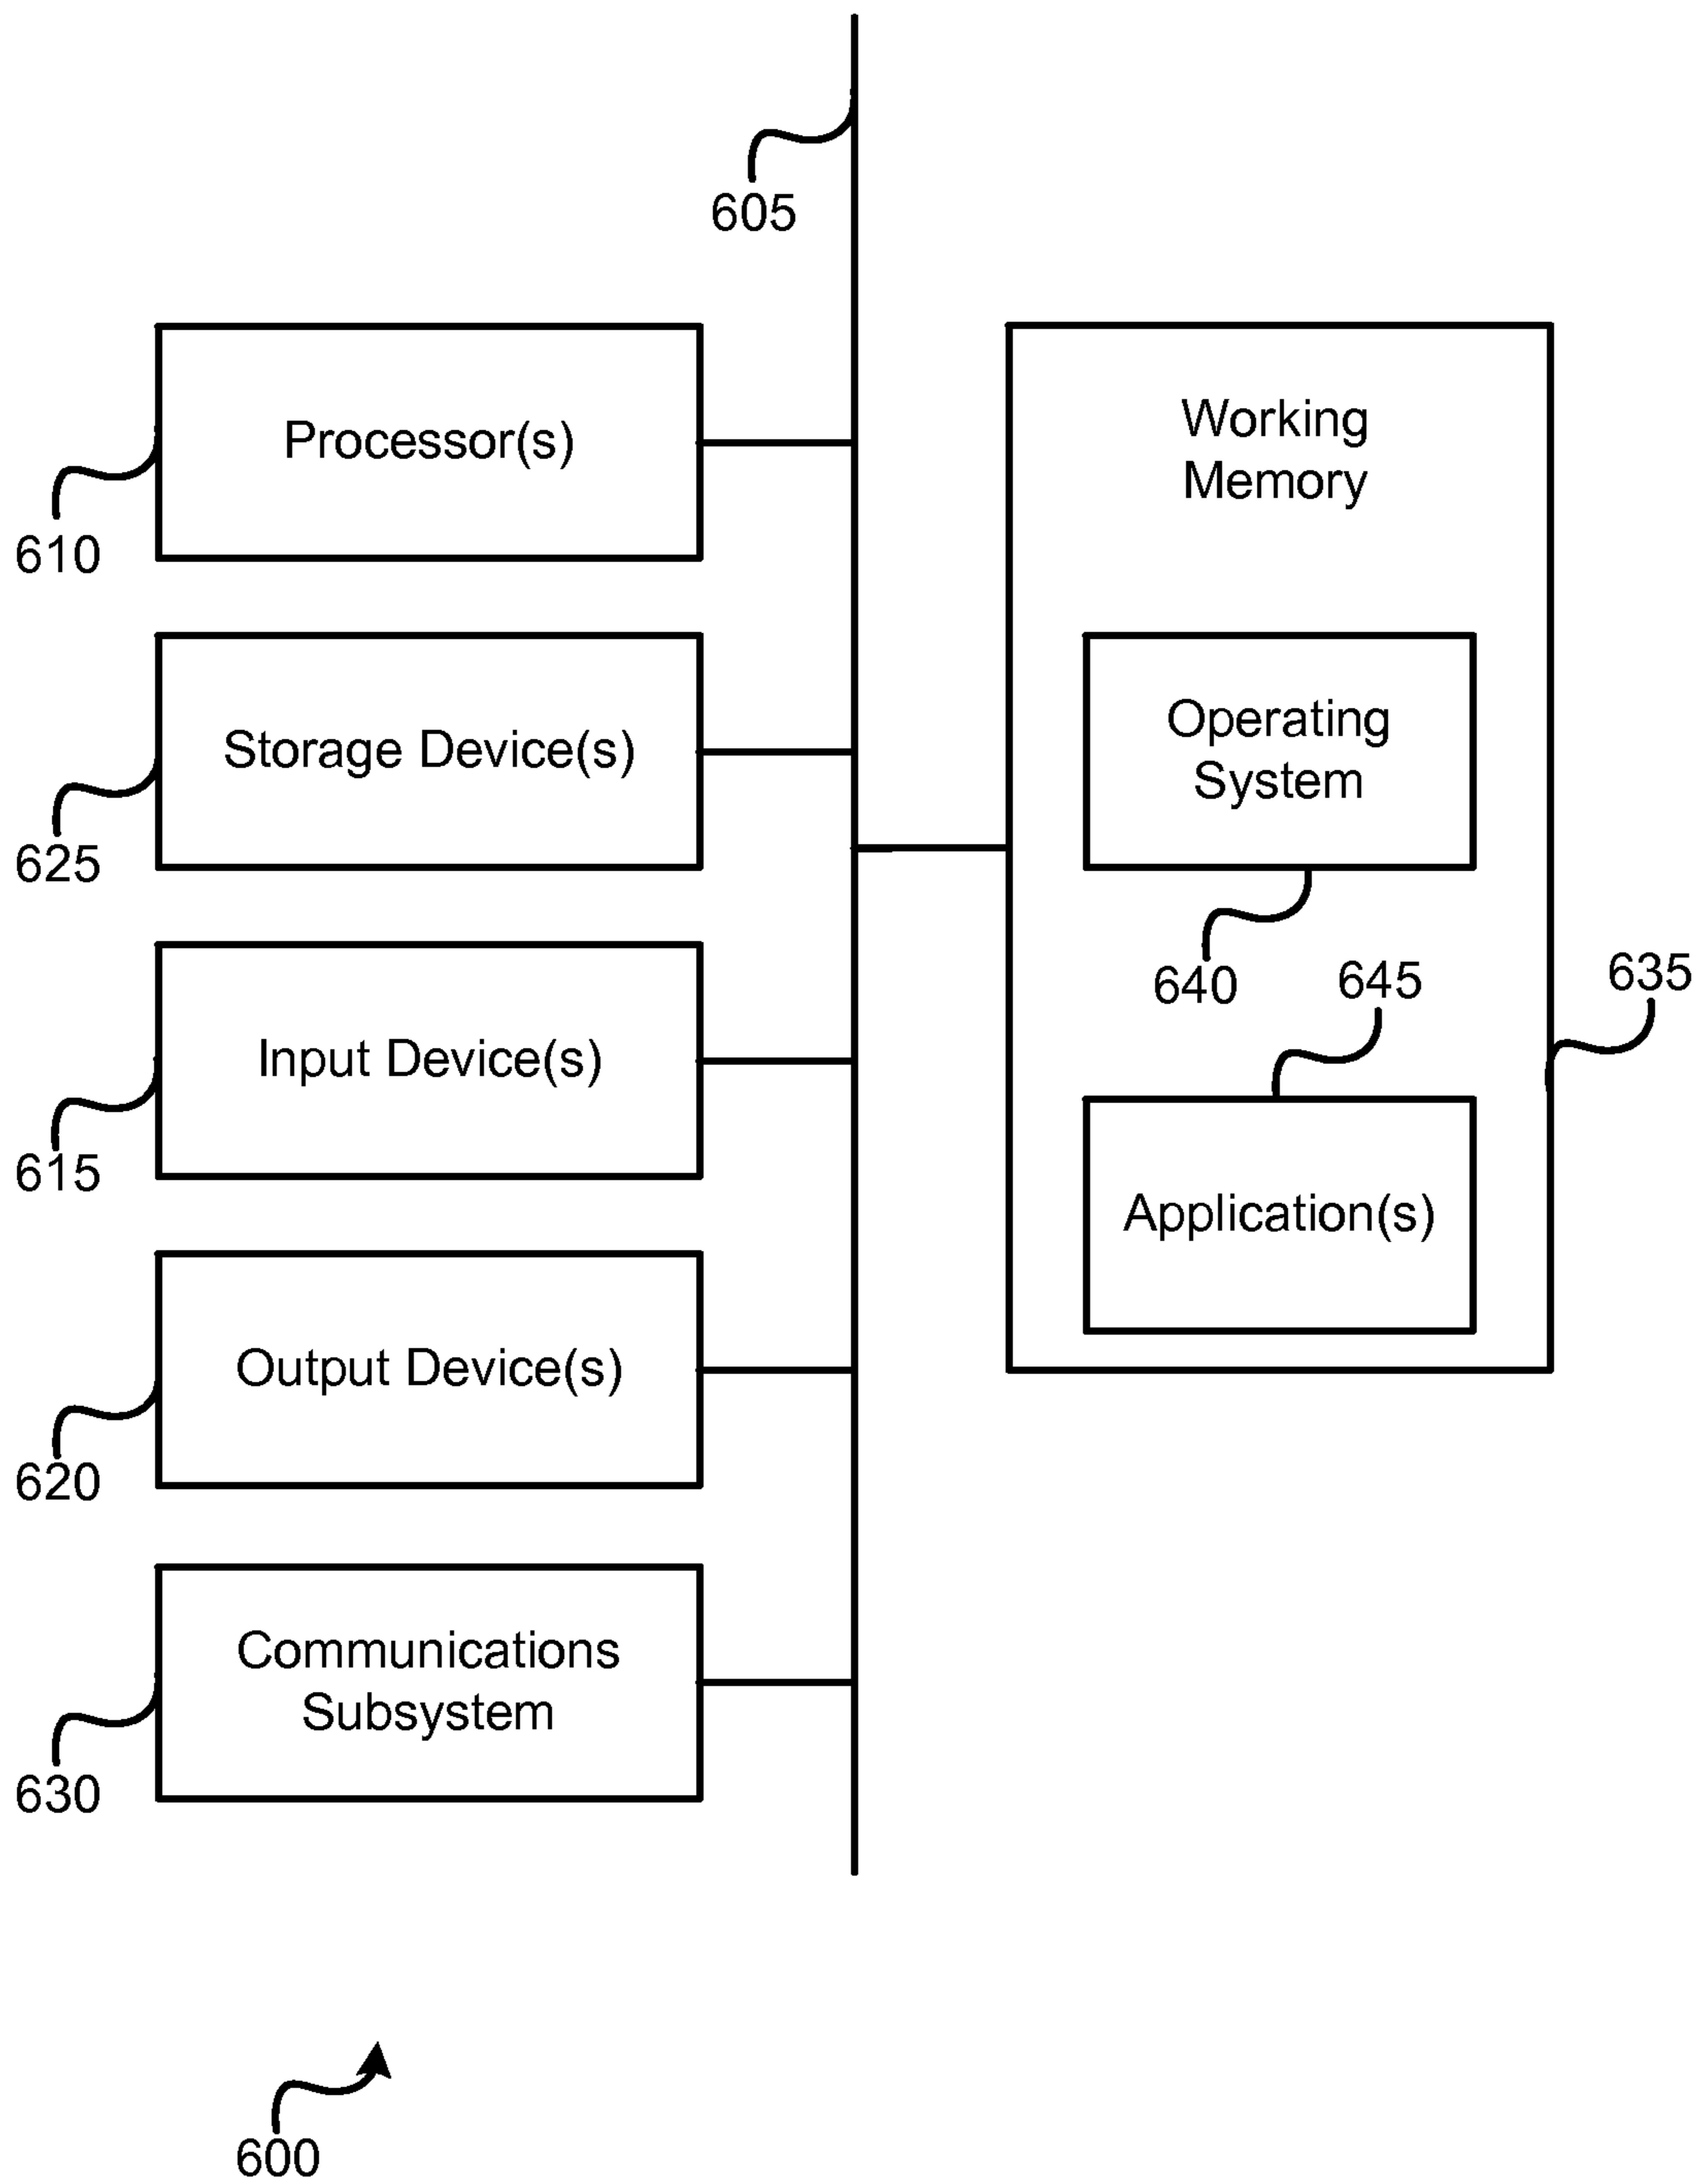 605
Processor(s)
610
Storage Device(s)
625
Input Device(s)
615
Output Device(s)
620
Communications
Subsystem
630
Working
Memory
Operating
System
640
645
635
Application(s)
600